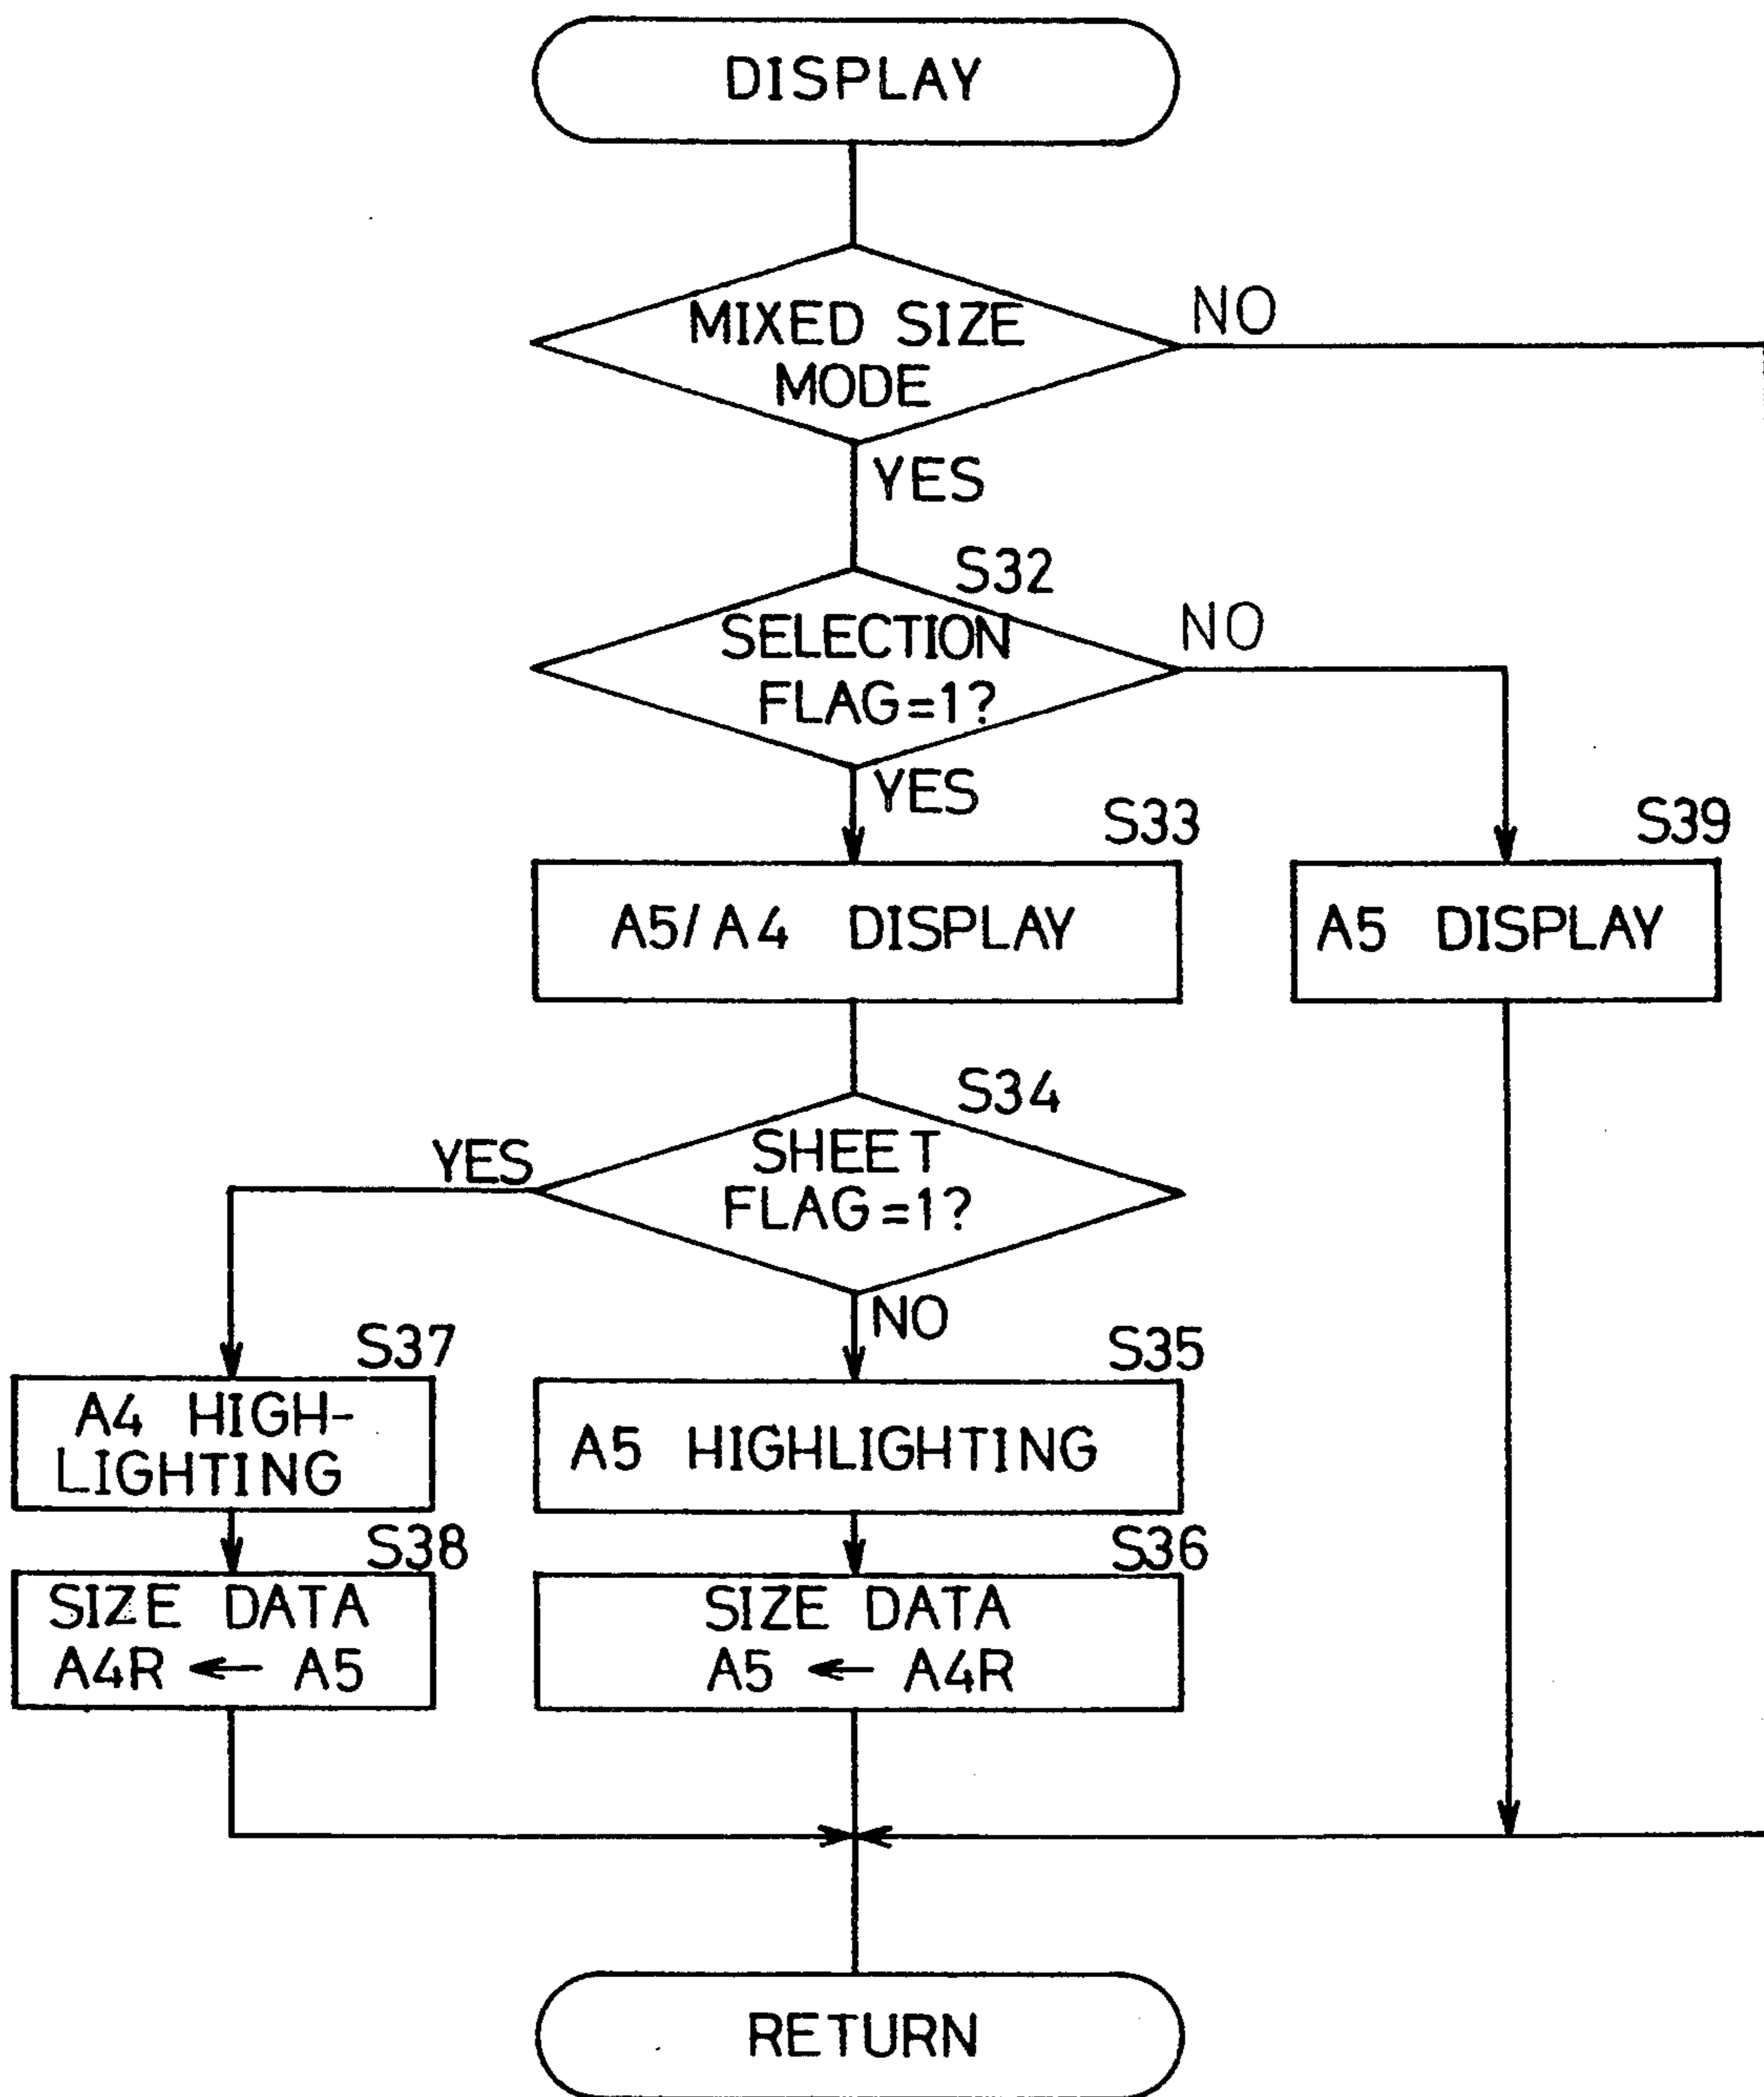 DISPLAY
MIXED SIZE
MODE
NO
YES
S32
SELECTION
FLAG=1?
NO
YES
S33
A5/A4 DISPLAY
S39
A5 DISPLAY
S34
SHEET
FLAG=1?
YES
NO
S37
A4 HIGH-
LIGHTING
S35
A5 HIGHLIGHTING
S38
SIZE DATA
A4R ← A5
S36
SIZE DATA
A5 ← A4R
RETURN